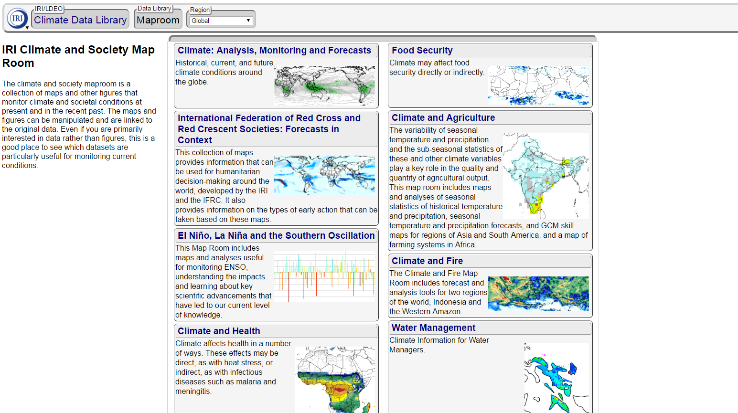 IRI/LDEO
Climate Data Library
Data Library
Maproom
Region
Global
IRI
IRI Climate and Society Map
Room
The climate and society maproom is a
collection of maps and other figures that
monitor climate and societal conditions at
present and in the recent past. The maps and
figures can be manipulated and are linked to
the original data. Even if you are primarily
interested in data rather than figures, this is a
good place to see which datasets are
particularly useful for monitoring current
conditions.
Climate: Analysis, Monitoring and Forecasts
Historical, current, and future
climate conditions around
the globe.
International Federation of Red Cross and
Red Crescent Societies: Forecasts in
Context
This collection of maps
provides information that can
be used for humanitarian
decision-making around the
world, developed by the IRI
and the IFRC. It also
provides information on the types of early action that can be
taken based on these maps.
El Niño, La Niña and the Southern Oscillation
This Map Room includes
maps and analyses useful
for monitoring ENSO,
understanding the impacts
and learning about key
scientific advancements that
have led to our current level
of knowledge.
Climate and Health
Climate affects health in a number
of ways. These effects may be
direct, as with heat stress, or
indirect, as with infectious
diseases such as malaria and
meningitis.
Food Security
Climate may affect food
security directly or indirectly.
Climate and Agriculture
The variability of seasonal
temperature and precipitation
and the sub-seasonal statistics of
these and other climate variables
play a key role in the quality and
quantity of agricultural output.
This map room includes maps
and analyses of seasonal
statistics of historical temperature
and precipitation, seasonal
temperature and precipitation forecasts, and GCM skill
maps for regions of Asia and South America, and a map of
farming systems in Africa.
Climate and Fire
The Climate and Fire Map
Room includes forecast and
analysis tools for two regions
of the world, Indonesia and
the Western Amazon.
Water Management
Climate Information for Water
Managers.